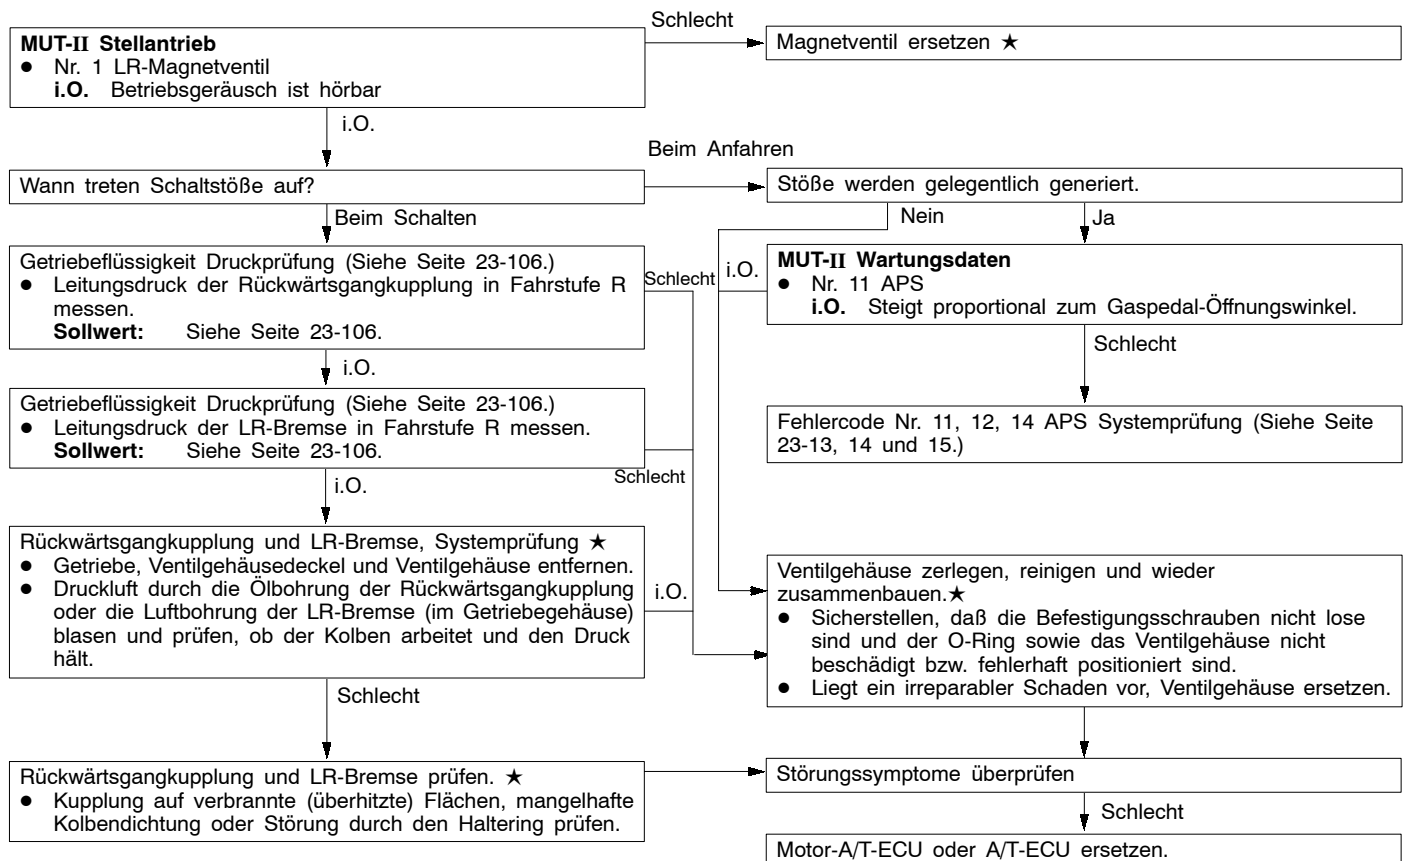 Schlecht
MUT-II Stellantrieb
● Nr. 1 LR-Magnetventil
i.O. Betriebsgeräusch ist hörbar
Magnetventil ersetzen ★
i.O.
Beim Anfahren
Wann treten Schaltstöße auf?
Stöße werden gelegentlich generiert.
Beim Schalten
Nein
Ja
Getriebeflüssigkeit Druckprüfung (Siehe Seite 23-106.)
● Leitungsdruck der Rückwärtsgangkupplung in Fahrstufe R
messen.
Sollwert: Siehe Seite 23-106.
Schlecht
i.O.
MUT-II Wartungsdaten
● Nr. 11 APS
i.O. Steigt proportional zum Gaspedal-Öffnungswinkel.
i.O.
Schlecht
Getriebeflüssigkeit Druckprüfung (Siehe Seite 23-106.)
● Leitungsdruck der LR-Bremse in Fahrstufe R messen.
Sollwert: Siehe Seite 23-106.
Fehlercode Nr. 11, 12, 14 APS Systemprüfung (Siehe Seite
23-13, 14 und 15.)
Schlecht
i.O.
Rückwärtsgangkupplung und LR-Bremse, Systemprüfung ★
● Getriebe, Ventilgehäusedeckel und Ventilgehäuse entfernen.
● Druckluft durch die Ölbohrung der Rückwärtsgangkupplung
oder die Luftbohrung der LR-Bremse (im Getriebegehäuse)
blasen und prüfen, ob der Kolben arbeitet und den Druck
hält.
i.O.
Ventilgehäuse zerlegen, reinigen und wieder
zusammenbauen.★
● Sicherstellen, daß die Befestigungsschrauben nicht lose
sind und der O-Ring sowie das Ventilgehäuse nicht
beschädigt bzw. fehlerhaft positioniert sind.
● Liegt ein irreparabler Schaden vor, Ventilgehäuse ersetzen.
Schlecht
Rückwärtsgangkupplung und LR-Bremse prüfen. ★
● Kupplung auf verbrannte (überhitzte) Flächen, mangelhafte
Kolbendichtung oder Störung durch den Haltering prüfen.
Störungssymptome überprüfen
Schlecht
Motor-A/T-ECU oder A/T-ECU ersetzen.